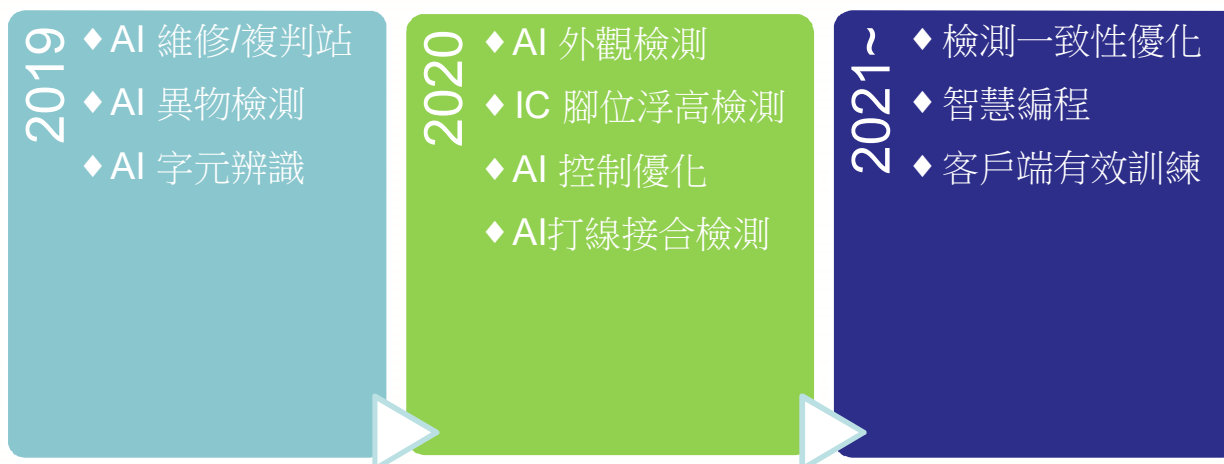 2019
◆AI 維修/複判站
◆AI 異物檢測
◆AI 字元辨識
2020
◆AI 外觀檢測
◆IC 腳位浮高檢測
◆AI 控制優化
◆AI打線接合檢測
2021~
◆檢測一致性優化
◆智慧編程
◆客戶端有效訓練